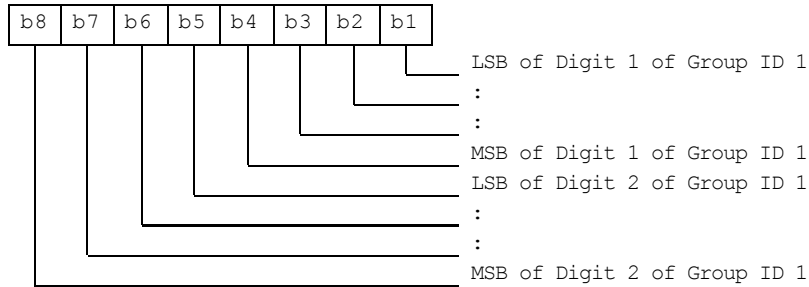 b8 b7 b6 b5 b4 b3 b2 b1
LSB of Digit 1 of Group ID 1
:
:
MSB of Digit 1 of Group ID 1
LSB of Digit 2 of Group ID 1
:
:
MSB of Digit 2 of Group ID 1